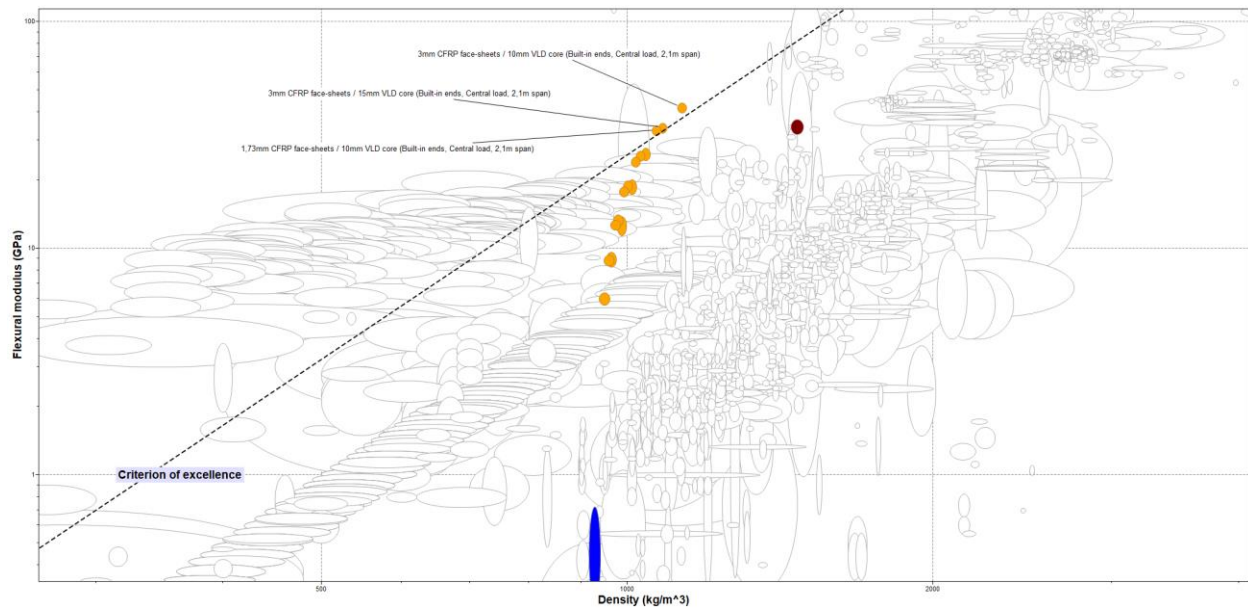 100
3mm CFRP face-sheets / 10mm VLD core (Built-in ends, Central load, 2,1m span)
3mm CFRP face-sheets / 15mm VLD core (Built-in ends, Central load, 2,1m span)
1,73mm CFRP face-sheets / 10mm VLD core (Built-in ends, Central load, 2,1m span)
Flexural modulus (GPa)
10
Criterion of excellence
1
500
1000
2000
Density (kg/m^3)